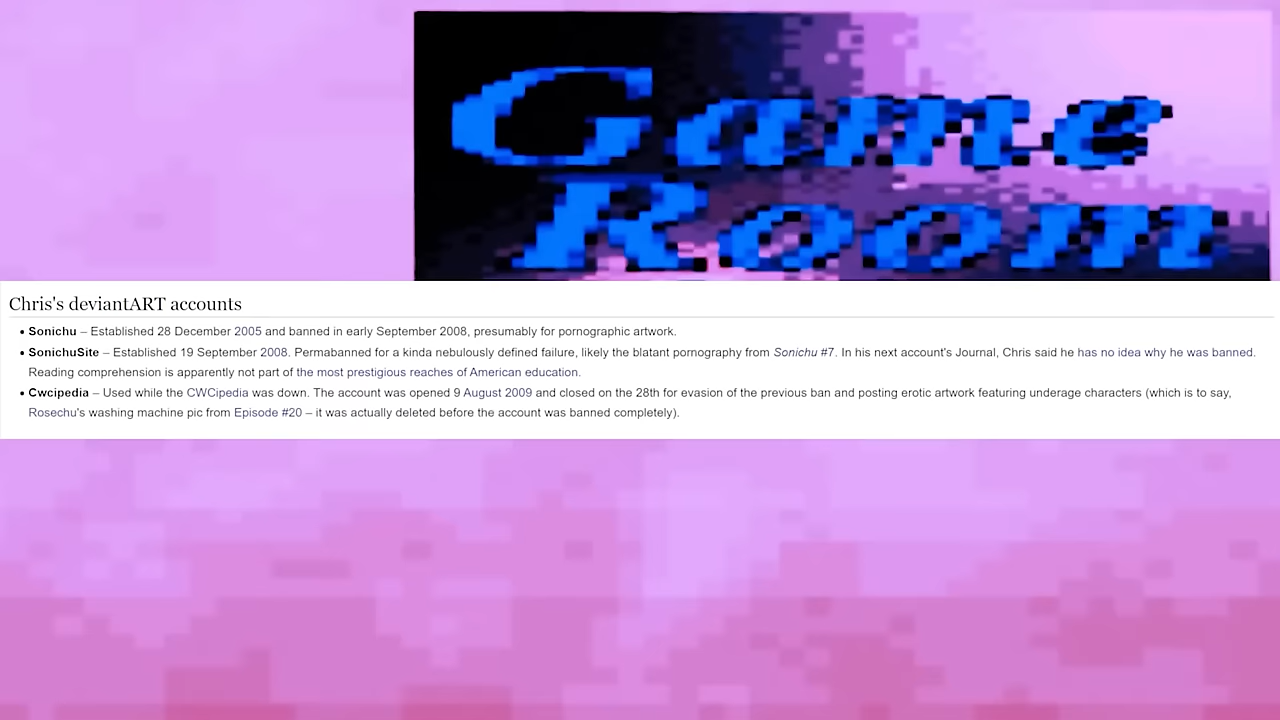 Game
Room
Chris's deviantART accounts
• Sonichu – Established 28 December 2005 and banned in early September 2008, presumably for pornographic artwork.
• SonichuSite – Established 19 September 2008. Permabanned for a kinda nebulously defined failure, likely the blatant pornography from Sonichu #7. In his next account's Journal, Chris said he has no idea why he was banned.
Reading comprehension is apparently not part of the most prestigious reaches of American education.
• Cwcipedia – Used while the CWCipedia was down. The account was opened 9 August 2009 and closed on the 28th for evasion of the previous ban and posting erotic artwork featuring underage characters (which is to say,
Rosechu's washing machine pic from Episode #20 – it was actually deleted before the account was banned completely).